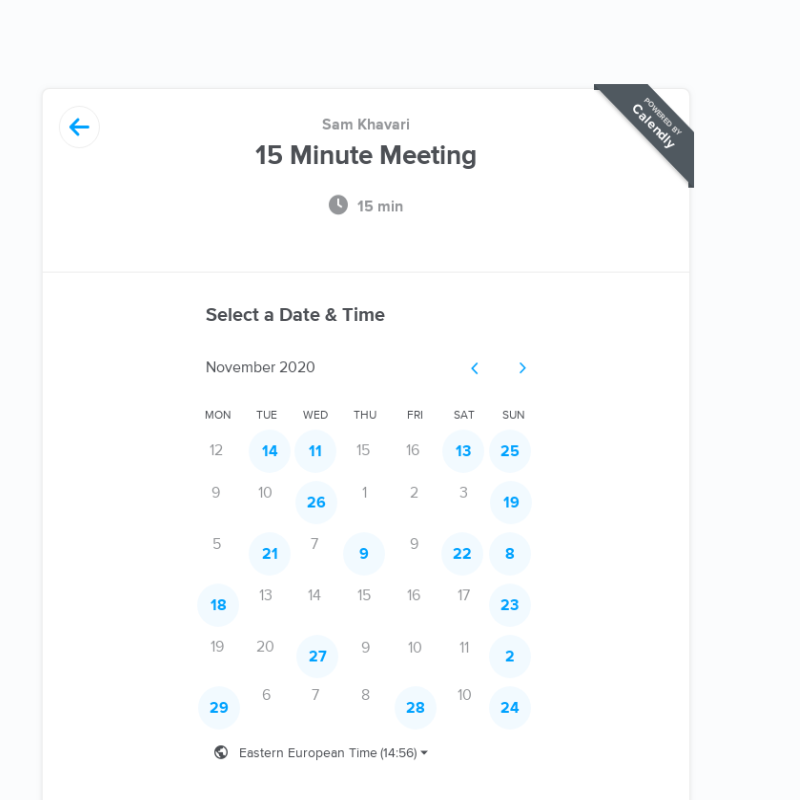 POWERED BY
Calendly
Sam Khavari
15 Minute Meeting
15 min
Select a Date & Time
November 2020
MON TUE WED THU FRI SAT SUN
12 14 11 15 16 13 25
9 10 26 1 2 3 19
5 21 7 9 9 22 8
18 13 14 15 16 17 23
19 20 27 9 10 11 2
29 6 7 8 28 10 24
Eastern European Time (14:56)